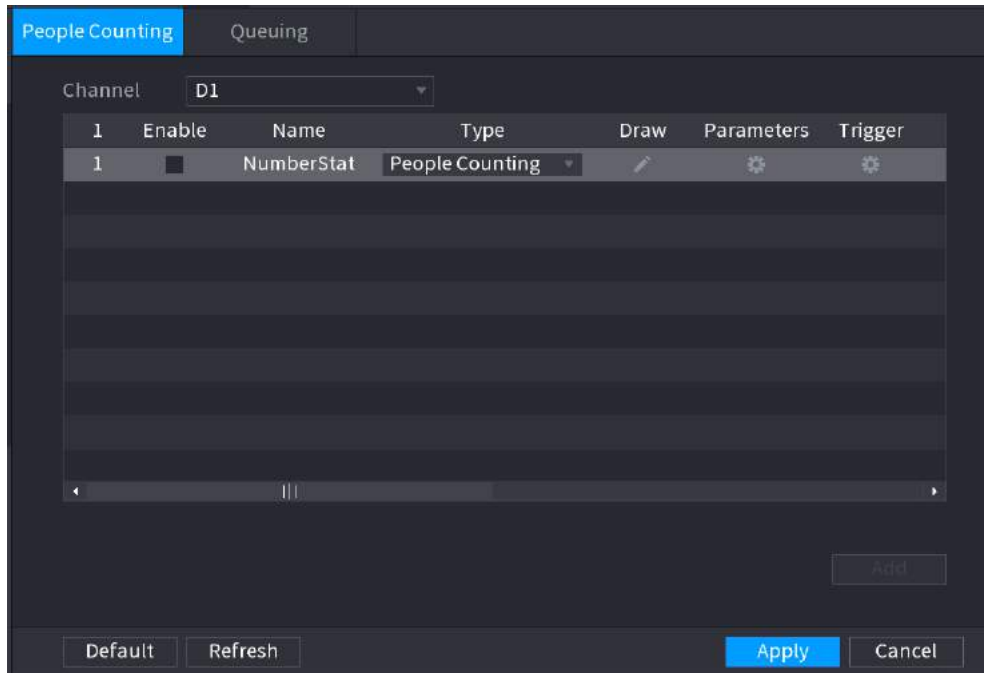 People Counting Queuing
Channel D1
1 Enable Name Type Draw Parameters Trigger
1 NumberStat People Counting
Add
Default Refresh Apply Cancel